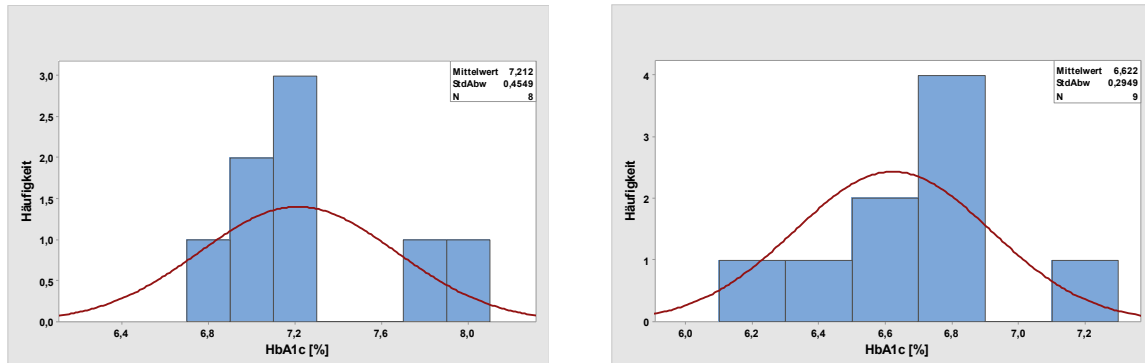 Mittelwert 7,212
StdAbw 0,4549
N 8
Häufigkeit
3,0
2,5
2,0
1,5
1,0
0,5
0,0
6,4 6,8 7,2 7,6 8,0
HbA1c [%]
Mittelwert 6,622
StdAbw 0,2949
N 9
Häufigkeit
4
3
2
1
0
6,0 6,2 6,4 6,6 6,8 7,0 7,2
HbA1c [%]